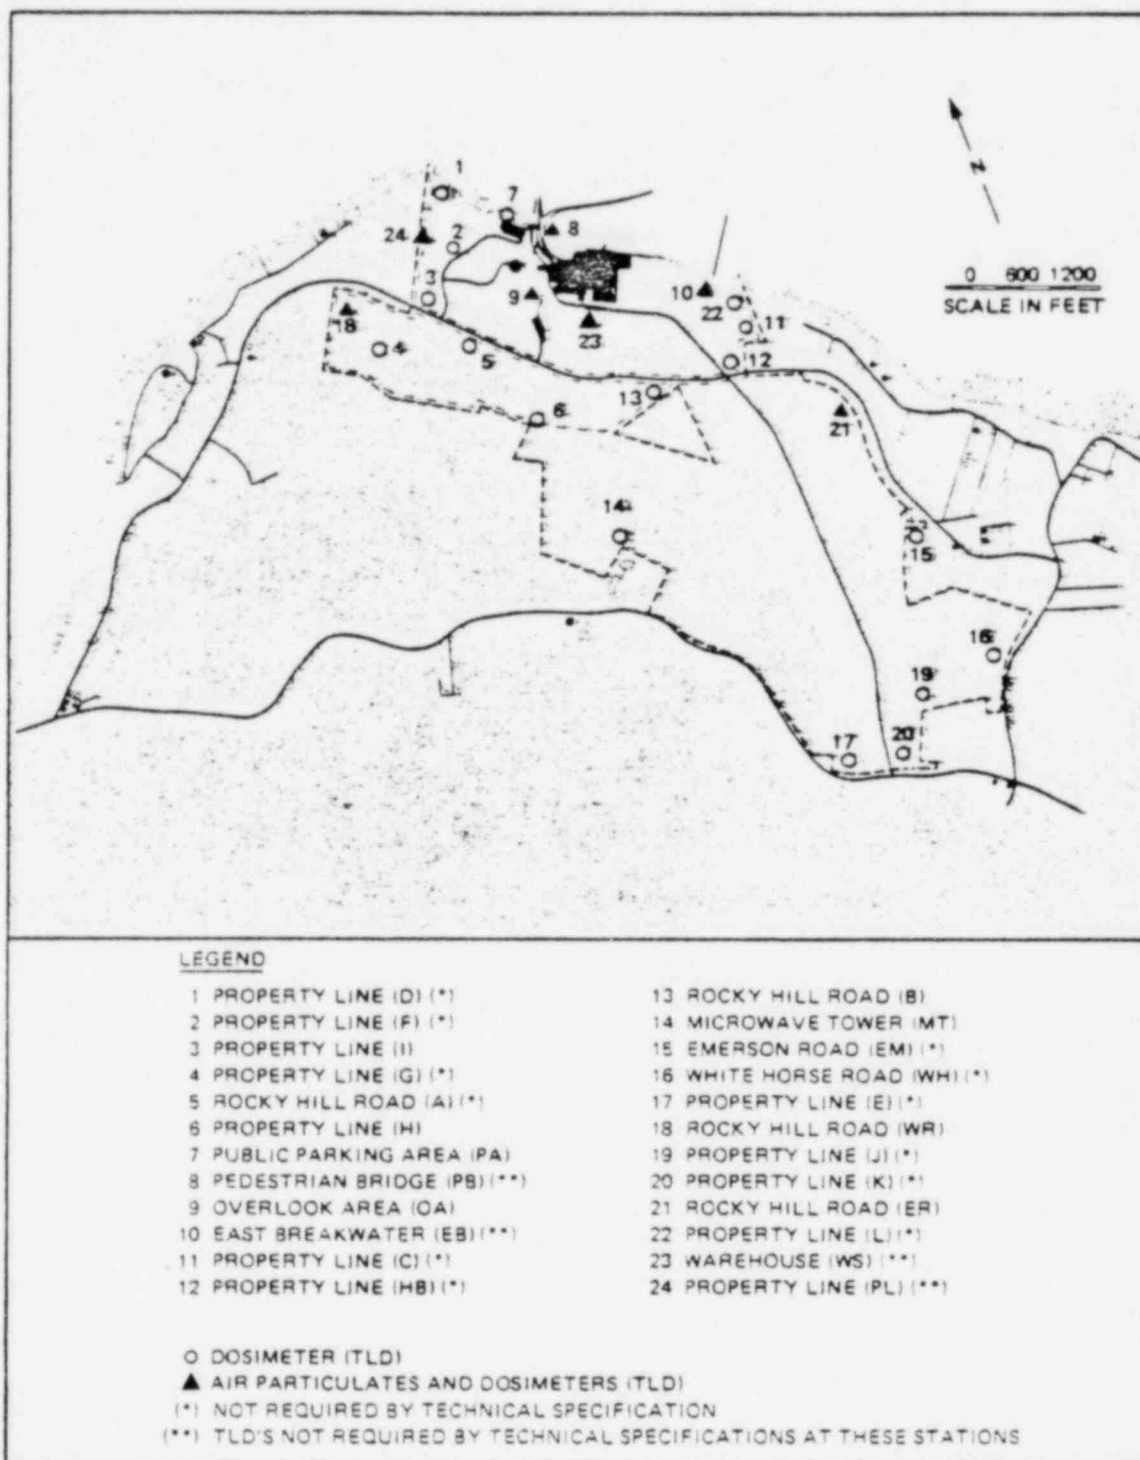 1
7
24
2
8
N
3
0 600 1200
SCALE IN FEET
9
10
22
18
11
23
4
5
12
13
6
21
14
15
16
19
17
20
LEGEND
1 PROPERTY LINE (D) (*)
2 PROPERTY LINE (F) (*)
3 PROPERTY LINE (I)
4 PROPERTY LINE (G) (*)
5 ROCKY HILL ROAD (A) (*)
6 PROPERTY LINE (H)
7 PUBLIC PARKING AREA (PA)
8 PEDESTRIAN BRIDGE (PB) (**)
9 OVERLOOK AREA (OA)
10 EAST BREAKWATER (EB) (**)
11 PROPERTY LINE (C) (*)
12 PROPERTY LINE (HB) (*)
13 ROCKY HILL ROAD (B)
14 MICROWAVE TOWER (MT)
15 EMERSON ROAD (EM) (*)
16 WHITE HORSE ROAD (WH) (*)
17 PROPERTY LINE (E) (*)
18 ROCKY HILL ROAD (WR)
19 PROPERTY LINE (J) (*)
20 PROPERTY LINE (K) (*)
21 ROCKY HILL ROAD (ER)
22 PROPERTY LINE (L) (*)
23 WAREHOUSE (WS) (**)
24 PROPERTY LINE (PL) (**)
O DOSIMETER (TLD)
▲ AIR PARTICULATES AND DOSIMETERS (TLD)
(*) NOT REQUIRED BY TECHNICAL SPECIFICATION
(**) TLD'S NOT REQUIRED BY TECHNICAL SPECIFICATIONS AT THESE STATIONS